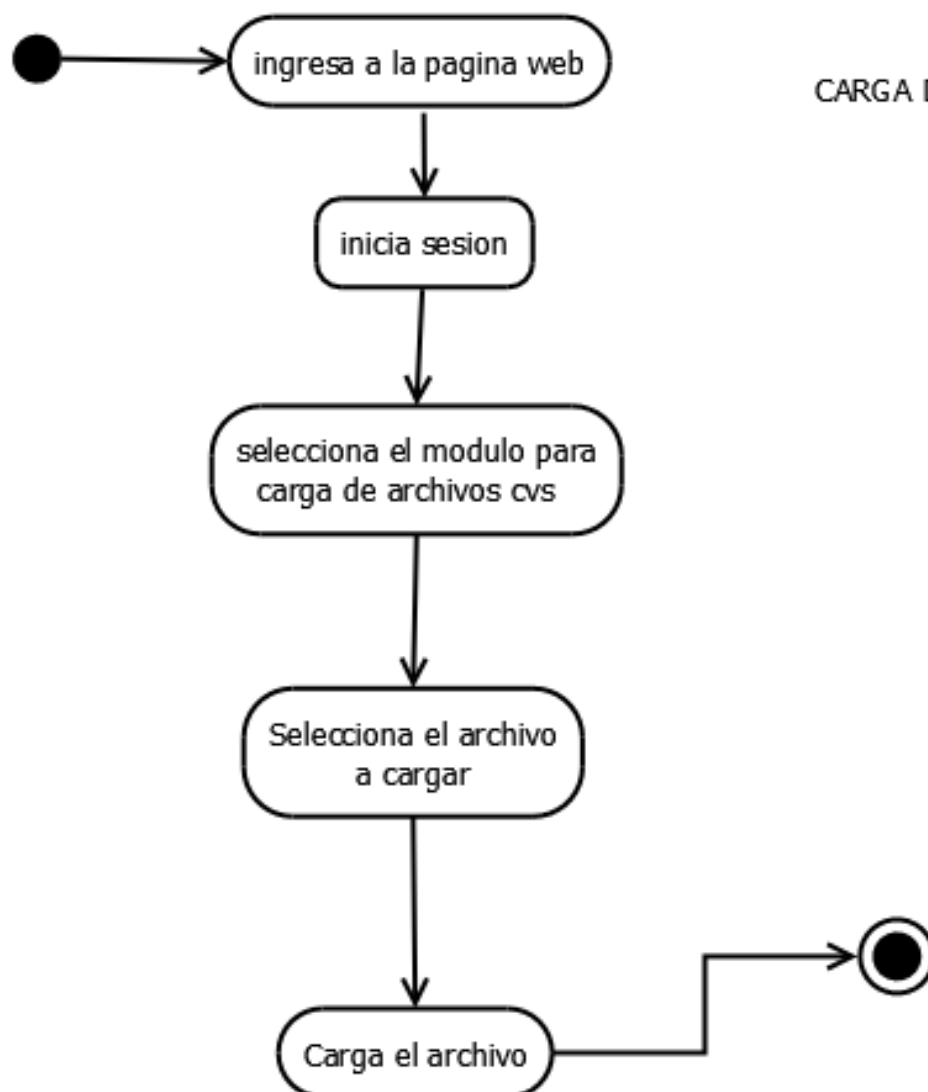 ingresa a la pagina web
CARGA
inicia sesion
selecciona el modulo para
carga de archivos cvs
Selecciona el archivo
a cargar
Carga el archivo